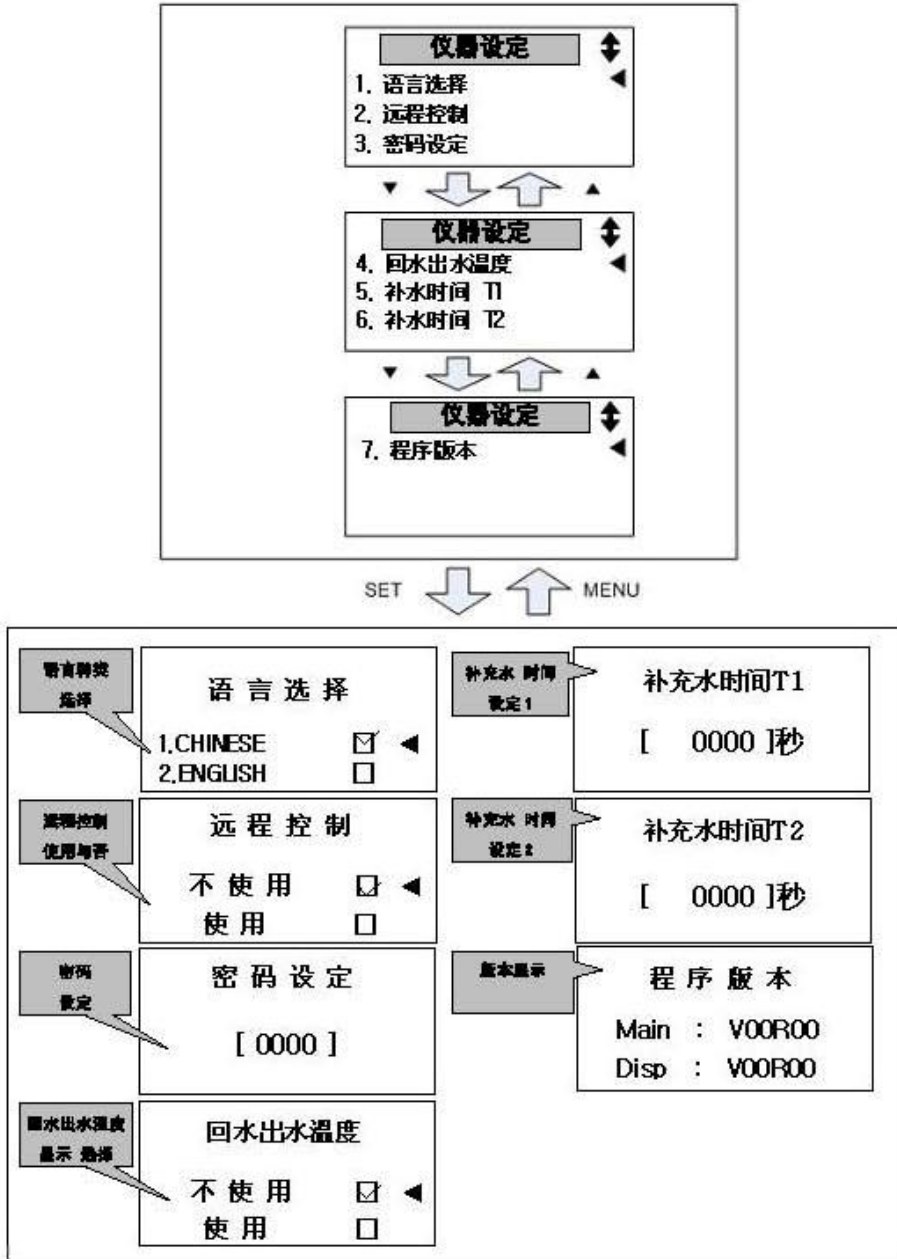 仪器设定
1. 语言选择
2. 远程控制
3. 密码设定
仪器设定
4. 回水出水温度
5. 补水时间 T1
6. 补水时间 T2
仪器设定
7. 程序版本
SET
MENU
语言种类
选择
语言选择
1.CHINESE
2.ENGLISH
远程控制
使用与否
远程控制
不使用
使用
密码
设定
密码设定
[ 0000 ]
回水出水温度
显示 选择
回水出水温度
不使用
使用
补充水 时间
设定1
补充水时间T1
[ 0000 ]秒
补充水 时间
设定2
补充水时间T2
[ 0000 ]秒
版本显示
程序版本
Main : V00R00
Disp : V00R00